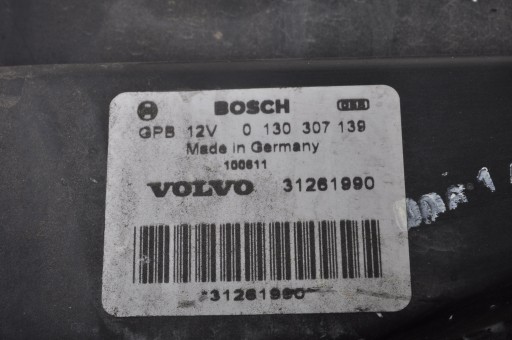 BOSCH
GPB 12V 0 130 307 139
Made in Germany
100611
VOLVO 31261990
*31261990*